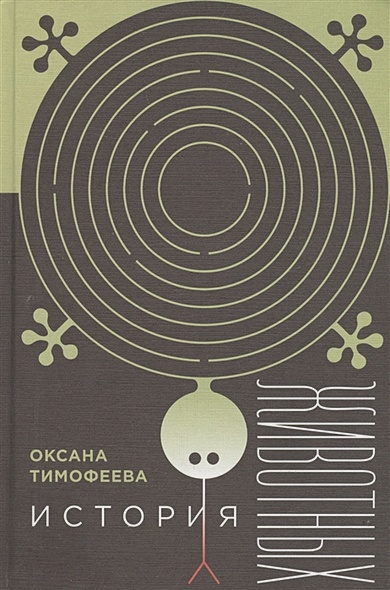 ОКСАНА
ТИМОФЕЕВА
ИСТОРИЯ
ЖИВОТНЫХ